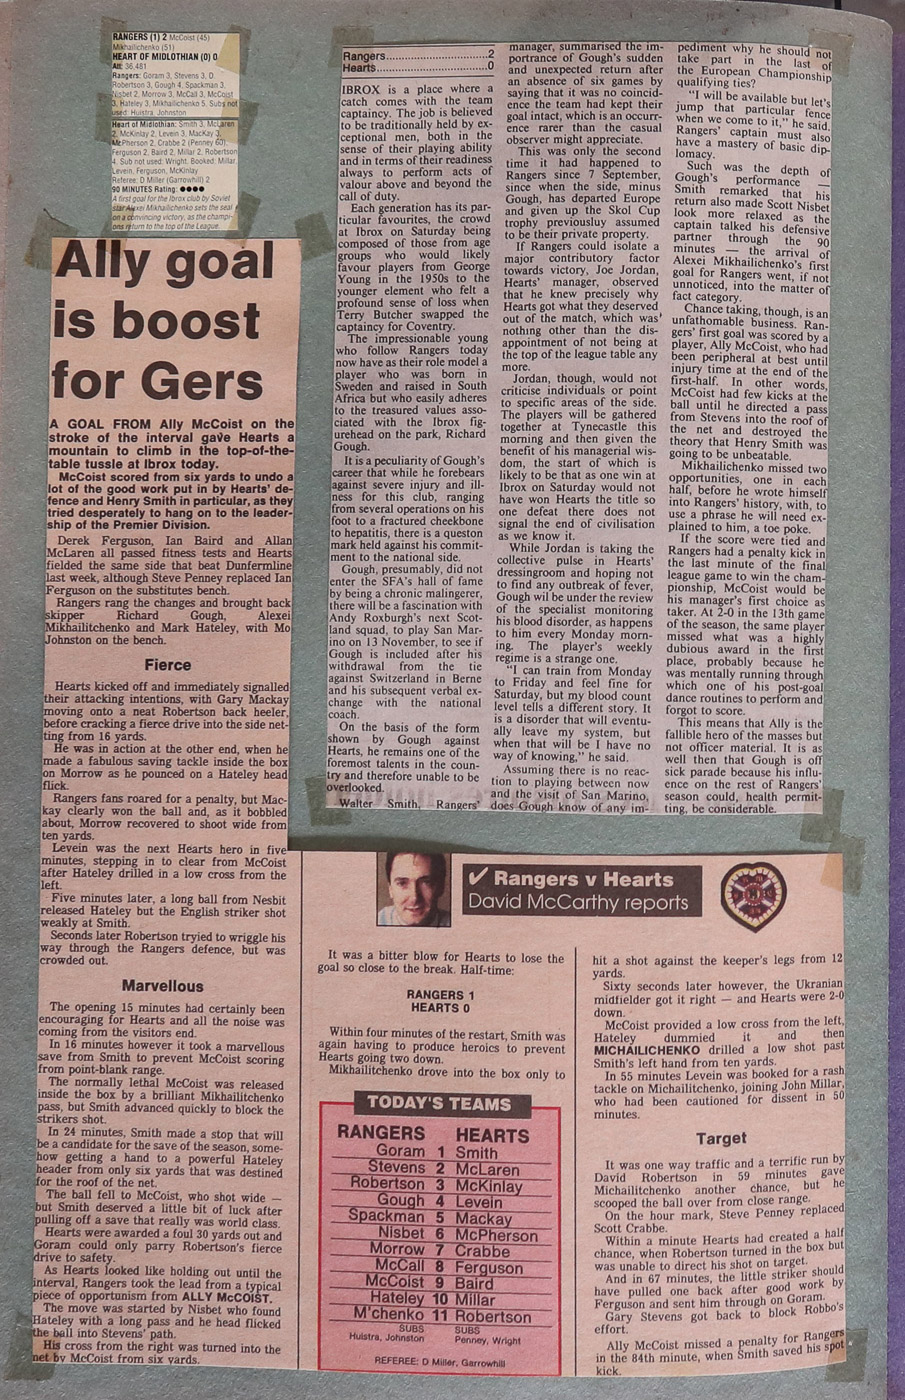 RANGERS (1) 2 McCoist (45)
Mikhailichenko (51)
HEART OF MIDLOTHIAN (0) 0
Att: 36,481
Rangers: Goram 3, Stevens 3, D.
Robertson 3, Gough 4, Spackman 3,
Nisbet 2, Morrow 3, McCall 3, McCoist
3, Hateley 3, Mikhailichenko 5. Subs not
used: Huistra, Johnston
Heart of Midlothian: Smith 3, McLaren
2, McKinlay 2, Levein 3, MacKay 3,
McPherson 2, Crabbe 2 (Penney 60),
Ferguson 2, Baird 2, Millar 2, Robertson
4. Sub not used: Wright. Booked: Millar,
Levein, Ferguson, McKinlay
Referee: D Miller (Garrowhill) 2
90 MINUTES Rating: ●●●●
A first goal for the Ibrox club by Soviet
star Alexei Mikhailichenko sets the seal
on a convincing victory, as the champi-
ons return to the top of the League.
Ally goal
is boost
for Gers
A GOAL FROM Ally McCoist on the
stroke of the interval gave Hearts a
mountain to climb in the top-of-the-
table tussle at Ibrox today.
McCoist scored from six yards to undo a
lot of the good work put in by Hearts' de-
fence and Henry Smith in particular, as they
tried desperately to hang on to the leader-
ship of the Premier Division.
Derek Ferguson, Ian Baird and Allan
McLaren all passed fitness tests and Hearts
fielded the same side that beat Dunfermline
last week, although Steve Penney replaced Ian
Ferguson on the substitutes bench.
Rangers rang the changes and brought back
skipper Richard Gough, Alexei
Mikhailitchenko and Mark Hateley, with Mo
Johnston on the bench.
Fierce
Hearts kicked off and immediately signalled
their attacking intentions, with Gary Mackay
moving onto a neat Robertson back heeler,
before cracking a fierce drive into the side net-
ting from 16 yards.
He was in action at the other end, when he
made a fabulous saving tackle inside the box
on Morrow as he pounced on a Hateley head
flick.
Rangers fans roared for a penalty, but Mac-
kay clearly won the ball and, as it bobbled
about, Morrow recovered to shoot wide from
ten yards.
Levein was the next Hearts hero in five
minutes, stepping in to clear from McCoist
after Hateley drilled in a low cross from the
left.
Five minutes later, a long ball from Nesbit
released Hateley but the English striker shot
weakly at Smith.
Seconds later Robertson tryied to wriggle his
way through the Rangers defence, but was
crowded out.
Marvellous
The opening 15 minutes had certainly been
encouraging for Hearts and all the noise was
coming from the visitors end.
In 16 minutes however it took a marvellous
save from Smith to prevent McCoist scoring
from point-blank range.
The normally lethal McCoist was released
inside the box by a brilliant Mikhailitchenko
pass, but Smith advanced quickly to block the
strikers shot.
In 24 minutes, Smith made a stop that will
be a candidate for the save of the season, some-
how getting a hand to a powerful Hateley
header from only six yards that was destined
for the roof of the net.
The ball fell to McCoist, who shot wide —
but Smith deserved a little bit of luck after
pulling off a save that really was world class.
Hearts were awarded a foul 30 yards out and
Goram could only parry Robertson's fierce
drive to safety.
As Hearts looked like holding out until the
interval, Rangers took the lead from a typical
piece of opportunism from ALLY McCOIST.
The move was started by Nisbet who found
Hateley with a long pass and he head flicked
the ball into Stevens' path.
His cross from the right was turned into the
net by McCoist from six yards.
Rangers 2
Hearts 0
IBROX is a place where a
catch comes with the team
captaincy. The job is believed
to be traditionally held by ex-
ceptional men, both in the
sense of their playing ability
and in terms of their readiness
always to perform acts of
valour above and beyond the
call of duty.
Each generation has its par-
ticular favourites, the crowd
at Ibrox on Saturday being
composed of those from age
groups who would likely
favour players from George
Young in the 1950s to the
younger element who felt a
profound sense of loss when
Terry Butcher swapped the
captaincy for Coventry.
The impressionable young
who follow Rangers today
now have as their role model a
player who was born in
Sweden and raised in South
Africa but who easily adheres
to the treasured values asso-
ciated with the Ibrox fig-
urehead on the park, Richard
Gough.
It is a peculiarity of Gough's
career that while he forebears
against severe injury and ill-
ness for this club, ranging
from several operations on his
foot to a fractured cheekbone
to hepatitis, there is a queston
mark held against his commit-
ment to the national side.
Gough, presumably, did not
enter the SFA's hall of fame
by being a chronic malingerer,
there will be a fascination with
Andy Roxburgh's next Scot-
land squad, to play San Mar-
ino on 13 November, to see if
Gough is included after his
withdrawal from the tie
against Switzerland in Berne
and his subsequent verbal ex-
change with the national
coach.
On the basis of the form
shown by Gough against
Hearts, he remains one of the
foremost talents in the coun-
try and therefore unable to be
overlooked.
Walter Smith, Rangers'
manager, summarised the im-
portrance of Gough's sudden
and unexpected return after
an absence of six games by
saying that it was no coincid-
ence the team had kept their
goal intact, which is an occurr-
ence rarer than the casual
observer might appreciate.
This was only the second
time it had happened to
Rangers since 7 September,
since when the side, minus
Gough, has departed Europe
and given up the Skol Cup
trophy previousluy assumed
to be their private property.
If Rangers could isolate a
major contributory factor
towards victory, Joe Jordan,
Hearts' manager, observed
that he knew precisely why
Hearts got what they deserved
out of the match, which was'
nothing other than the dis-
appointment of not being at
the top of the league table any
more.
Jordan, though, would not
criticise individuals or point
to specific areas of the side.
The players will be gathered
together at Tynecastle this
morning and then given the
benefit of his managerial wis-
dom, the start of which is
likely to be that as one win at
Ibrox on Saturday would not
have won Hearts the title so
one defeat there does not
signal the end of civilisation
as we know it.
While Jordan is taking the
collective pulse in Hearts'
dressingroom and hoping not
to find any outbreak of fever,
Gough wil be under the review
of the specialist monitoring
his blood disorder, as happens
to him every Monday morn-
ing. The player's weekly
regime is a strange one.
"I can train from Monday
to Friday and feel fine for
Saturday, but my blood count
level tells a different story. It
is a disorder that will eventu-
ally leave my system, but
when that will be I have no
way of knowing," he said.
Assuming there is no reac-
tion to playing between now
and the visit of San Marino,
does Gough know of any im-
pediment why he should not
take part in the last of
the European Championship
qualifying ties?
"I will be available but let's
jump that particular fence
when we come to it," he said.
Rangers' captain must also
have a mastery of basic dip-
lomacy.
Such was the depth of
Gough's performance —
Smith remarked that his
return also made Scott Nisbet
look more relaxed as the
captain talked his defensive
partner through the 90
minutes — the arrival of
Alexei Mikhailichenko's first
goal for Rangers went, if not
unnoticed, into the matter of
fact category.
Chance taking, though, is an
unfathomable business. Ran-
gers' first goal was scored by a
player, Ally McCoist, who had
been peripheral at best until
injury time at the end of the
first-half. In other words,
McCoist had few kicks at the
ball until he directed a pass
from Stevens into the roof of
the net and destroyed the
theory that Henry Smith was
going to be unbeatable.
Mikhailichenko missed two
opportunities, one in each
half, before he wrote himself
into Rangers' history, with, to
use a phrase he will need ex-
plained to him, a toe poke.
If the score were tied and
Rangers had a penalty kick in
the last minute of the final
league game to win the cham-
pionship, McCoist would be
his manager's first choice as
taker. At 2-0 in the 13th game
of the season, the same player
missed what was a highly
dubious award in the first
place, probably because he
was mentally running through
which one of his post-goal
dance routines to perform and
forgot to score.
This means that Ally is the
fallible hero of the masses but
not officer material. It is as
well then that Gough is off
sick parade because his influ-
ence on the rest of Rangers'
season could, health permit-
ting, be considerable.
✓ Rangers v Hearts
David McCarthy reports
It was a bitter blow for Hearts to lose the
goal so close to the break. Half-time:
RANGERS 1
HEARTS 0
Within four minutes of the restart, Smith was
again having to produce heroics to prevent
Hearts going two down.
Mikhailitchenko drove into the box only to
TODAY'S TEAMS
RANGERS HEARTS
Goram 1 Smith
Stevens 2 McLaren
Robertson 3 McKinlay
Gough 4 Levein
Spackman 5 Mackay
Nisbet 6 McPherson
Morrow 7 Crabbe
McCall 8 Ferguson
McCoist 9 Baird
Hateley 10 Millar
M'chenko 11 Robertson
SUBS SUBS
Huistra, Johnston Penney, Wright
REFEREE: D Miller, Garrowhill
hit a shot against the keeper's legs from 12
yards.
Sixty seconds later however, the Ukranian
midfielder got it right — and Hearts were 2-0
down.
McCoist provided a low cross from the left,
Hateley dummied it and then
MICHAILICHENKO drilled a low shot past
Smith's left hand from ten yards.
In 55 minutes Levein was booked for a rash
tackle on Michailitchenko, joining John Millar,
who had been cautioned for dissent in 50
minutes.
Target
It was one way traffic and a terrific run by
David Robertson in 59 minutes gave
Michailitchenko another chance, but he
scooped the ball over from close range.
On the hour mark, Steve Penney replaced
Scott Crabbe.
Within a minute Hearts had created a half
chance, when Robertson turned in the box but
was unable to direct his shot on target.
And in 67 minutes, the little striker should
have pulled one back after good work by
Ferguson and sent him through on Goram.
Gary Stevens got back to block Robbo's
effort.
Ally McCoist missed a penalty for Rangers
in the 84th minute, when Smith saved his spot
kick.